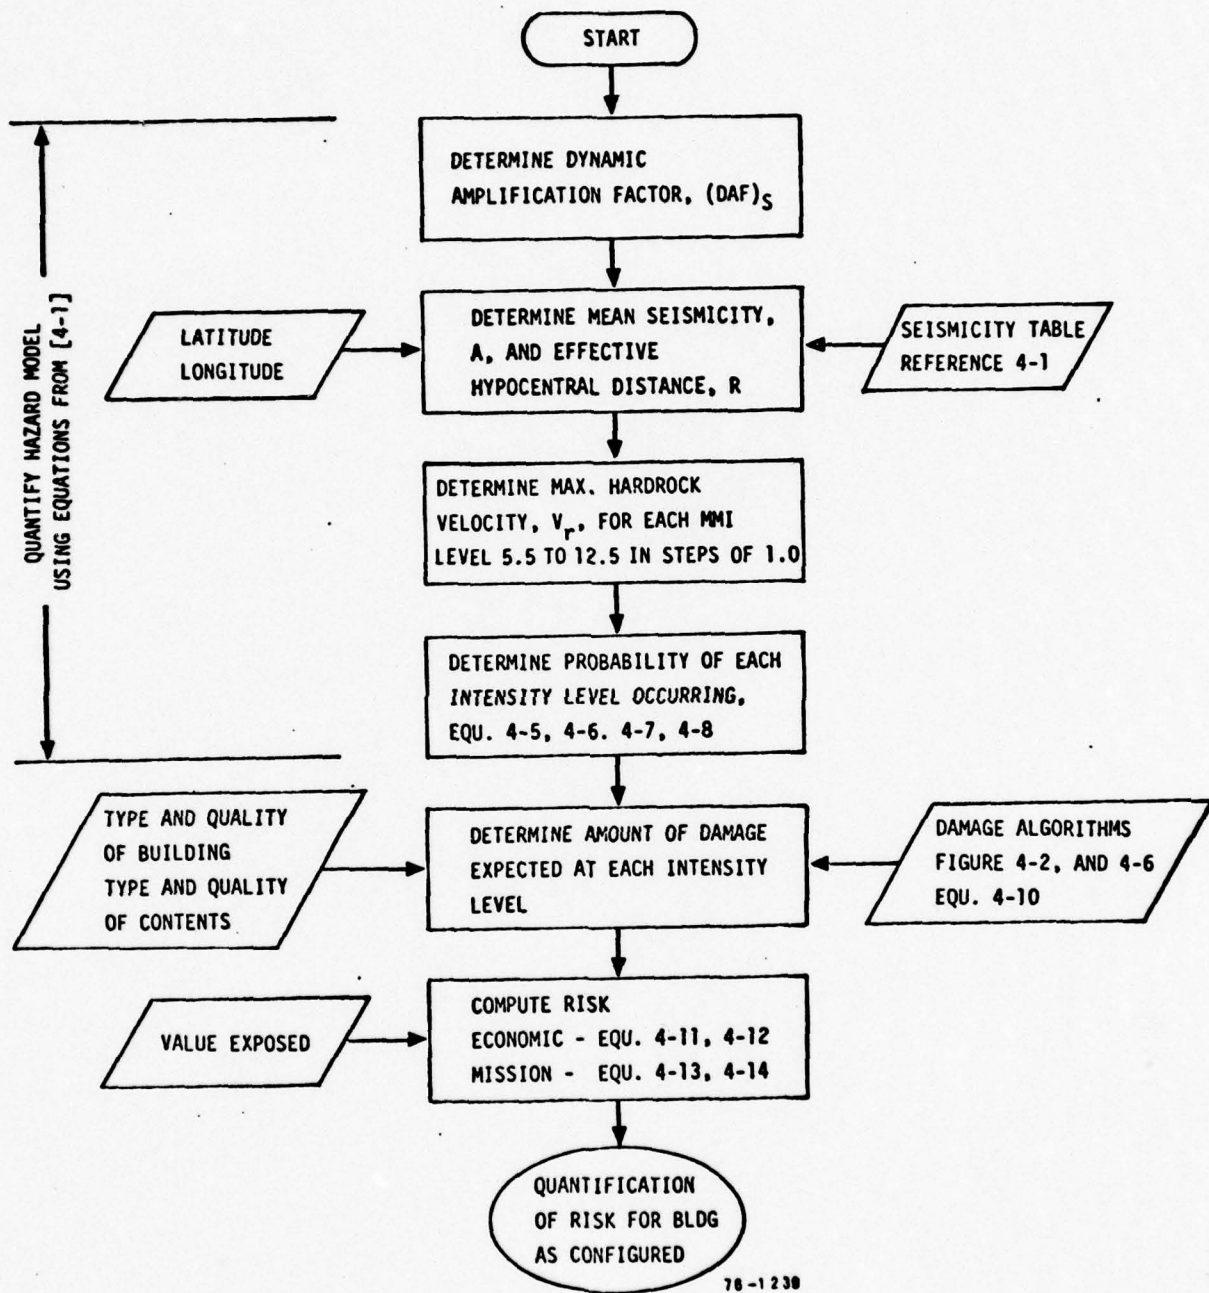 START
DETERMINE DYNAMIC
AMPLIFICATION FACTOR, (DAF)S
QUANTIFY HAZARD MODEL
USING EQUATIONS FROM [4-1]
LATITUDE
LONGITUDE
DETERMINE MEAN SEISMICITY,
A, AND EFFECTIVE
HYPOCENTRAL DISTANCE, R
SEISMICITY TABLE
REFERENCE 4-1
DETERMINE MAX. HARDROCK
VELOCITY, Vr, FOR EACH MMI
LEVEL 5.5 TO 12.5 IN STEPS OF 1.0
DETERMINE PROBABILITY OF EACH
INTENSITY LEVEL OCCURRING,
EQU. 4-5, 4-6. 4-7, 4-8
TYPE AND QUALITY
OF BUILDING
TYPE AND QUALITY
OF CONTENTS
DETERMINE AMOUNT OF DAMAGE
EXPECTED AT EACH INTENSITY
LEVEL
DAMAGE ALGORITHMS
FIGURE 4-2, AND 4-6
EQU. 4-10
VALUE EXPOSED
COMPUTE RISK
ECONOMIC - EQU. 4-11, 4-12
MISSION - EQU. 4-13, 4-14
QUANTIFICATION
OF RISK FOR BLDG
AS CONFIGURED